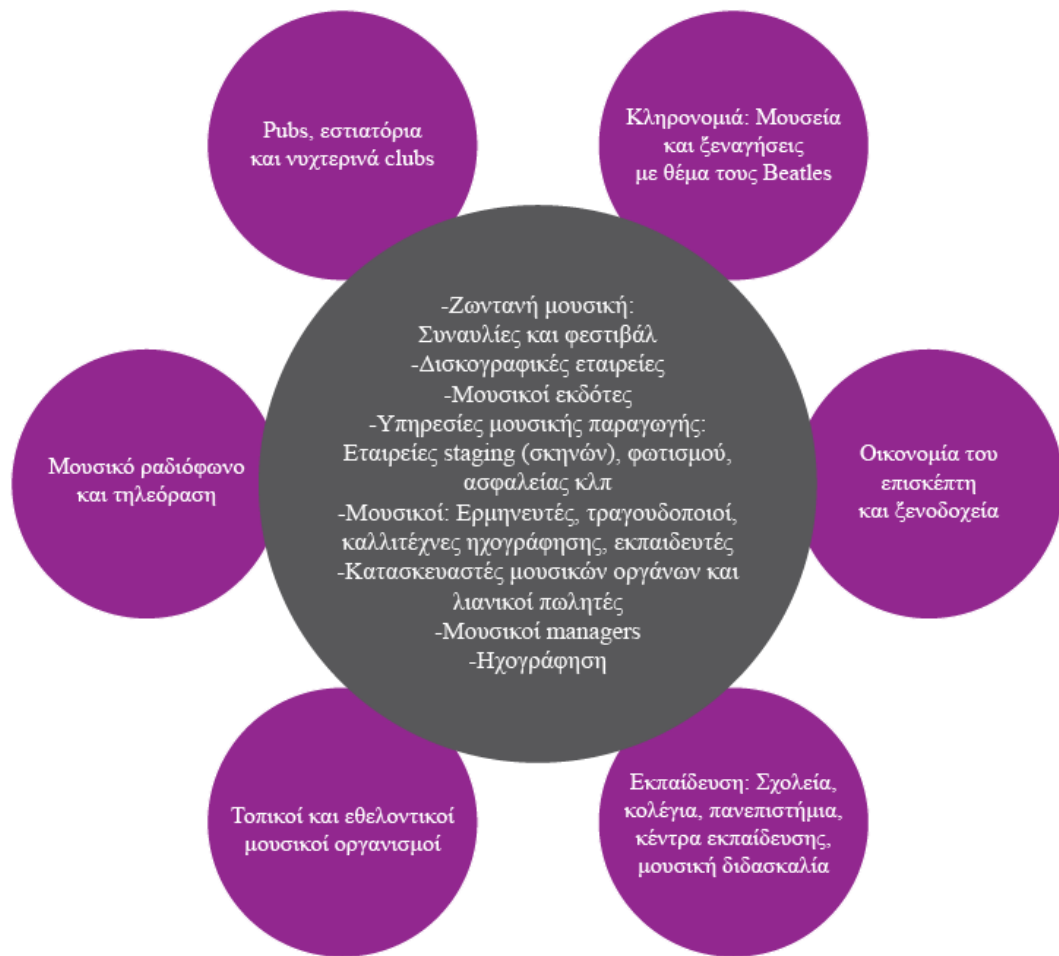 Pubs, εστιατόρια
και νυχτερινά clubs
Κληρονομιά: Μουσεία
και ξεναγήσεις
με θέμα τους Beatles
-Ζωντανή μουσική:
Συναυλίες και φεστιβάλ
-Δισκογραφικές εταιρείες
-Μουσικοί εκδότες
-Υπηρεσίες μουσικής παραγωγής:
Εταιρείες staging (σκηνών), φωτισμού,
ασφαλείας κλπ
-Μουσικοί: Ερμηνευτές, τραγουδοποιοί,
καλλιτέχνες ηχογράφησης, εκπαιδευτές
-Κατασκευαστές μουσικών οργάνων και
λιανικοί πωλητές
-Μουσικοί managers
-Ηχογράφηση
Μουσικό ραδιόφωνο
και τηλεόραση
Οικονομία του
επισκέπτη
και ξενοδοχεία
Τοπικοί και εθελοντικοί
μουσικοί οργανισμοί
Εκπαίδευση: Σχολεία,
κολέγια, πανεπιστήμια,
κέντρα εκπαίδευσης,
μουσική διδασκαλία